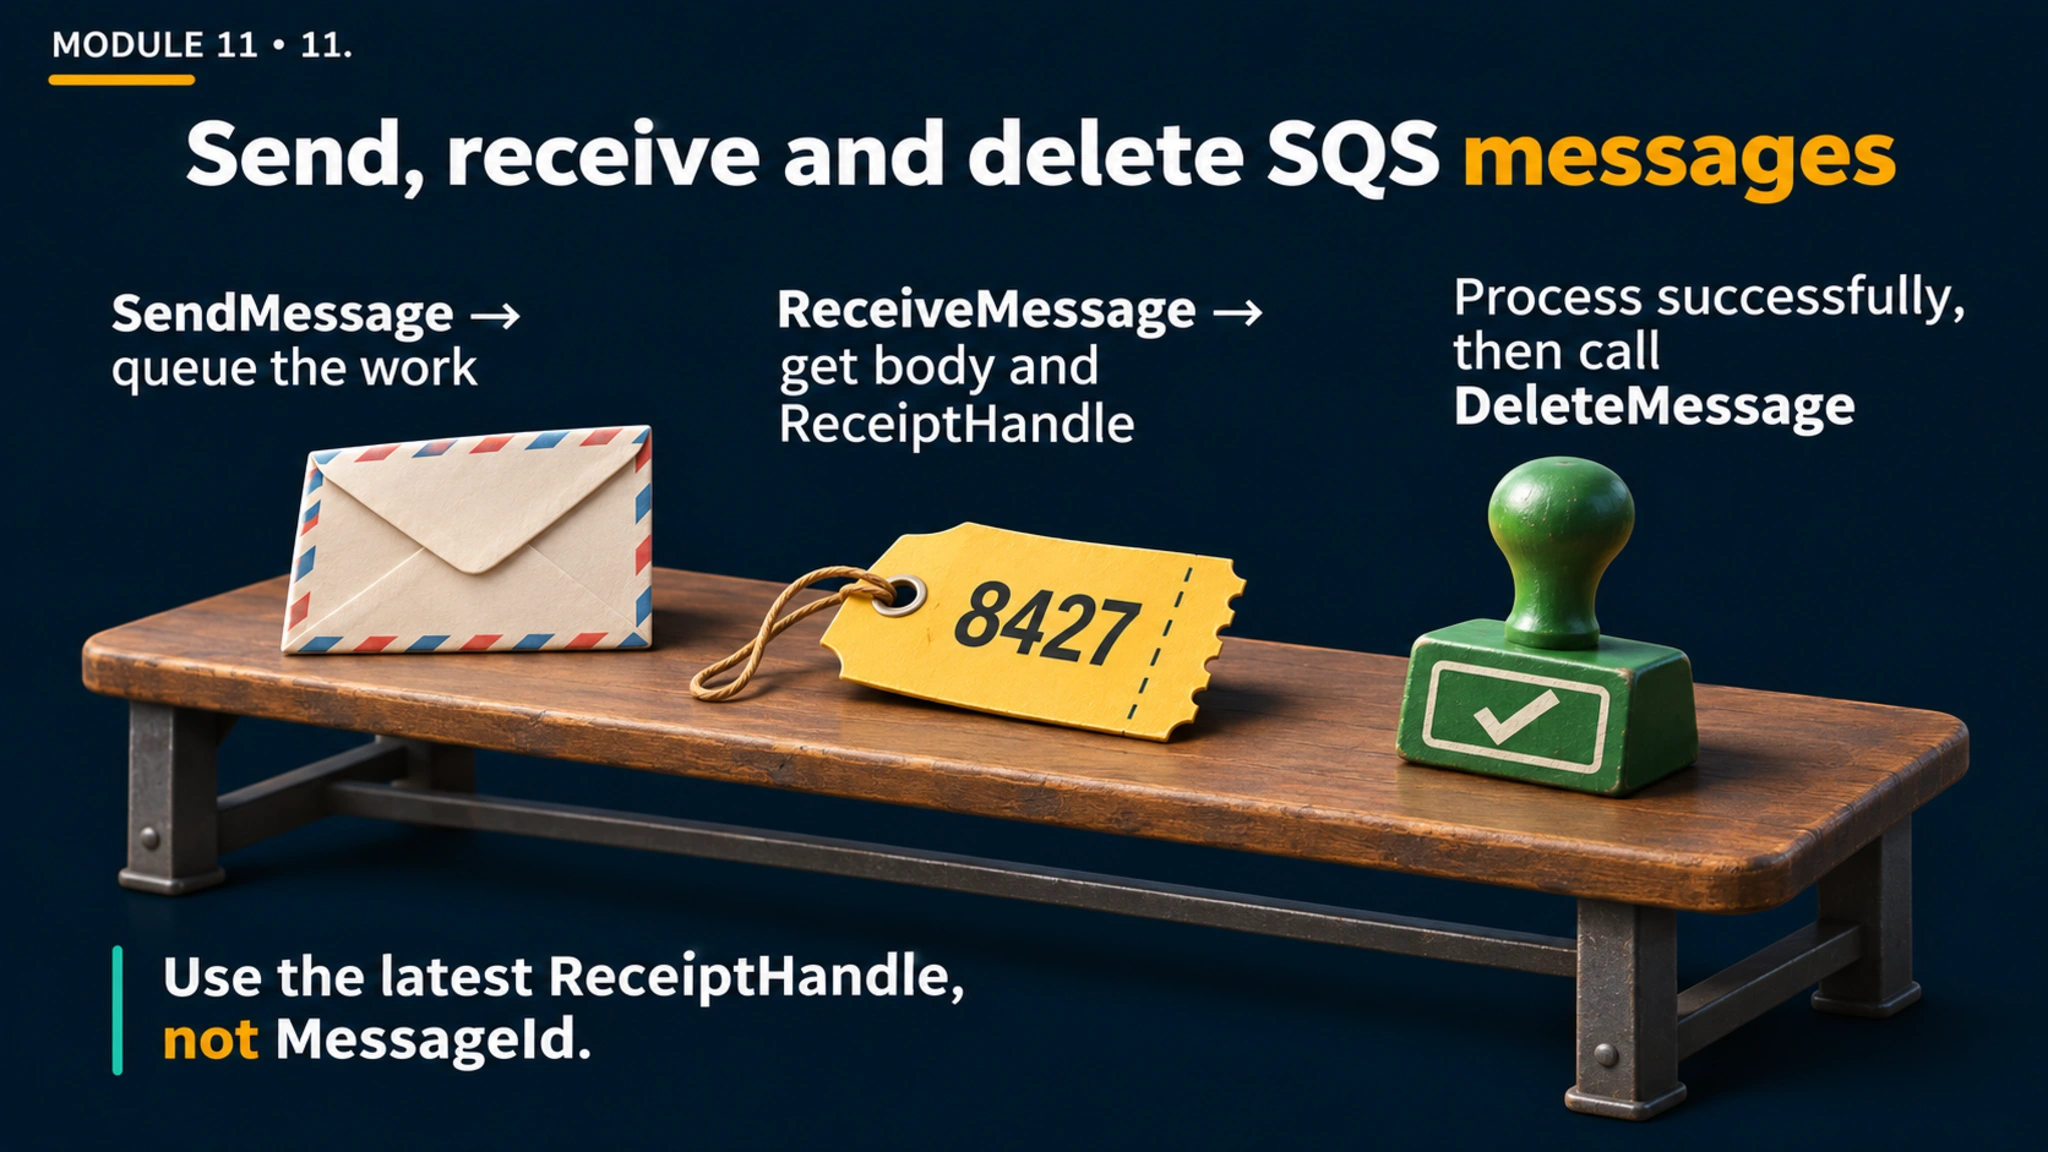 MODULE 11 • 11.
Send, receive and delete SQS messages
SendMessage →
queue the work
ReceiveMessage →
get body and
ReceiptHandle
Process successfully,
then call
DeleteMessage
8427
Use the latest ReceiptHandle,
not MessageId.